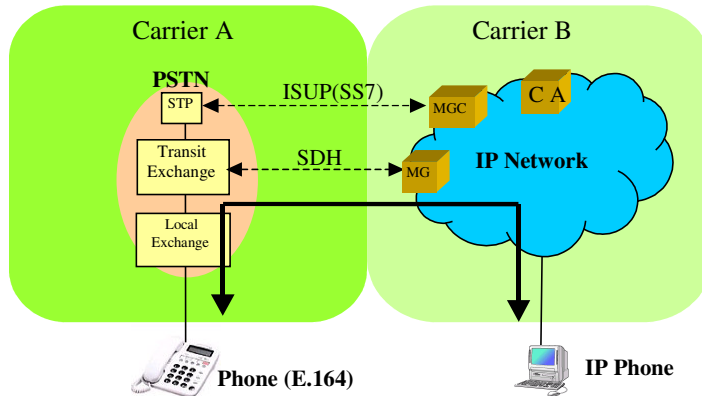 Carrier A
Carrier B
PSTN
STP
ISUP(SS7)
MGC
C A
Transit
Exchange
SDH
MG
IP Network
Local
Exchange
Phone (E.164)
IP Phone